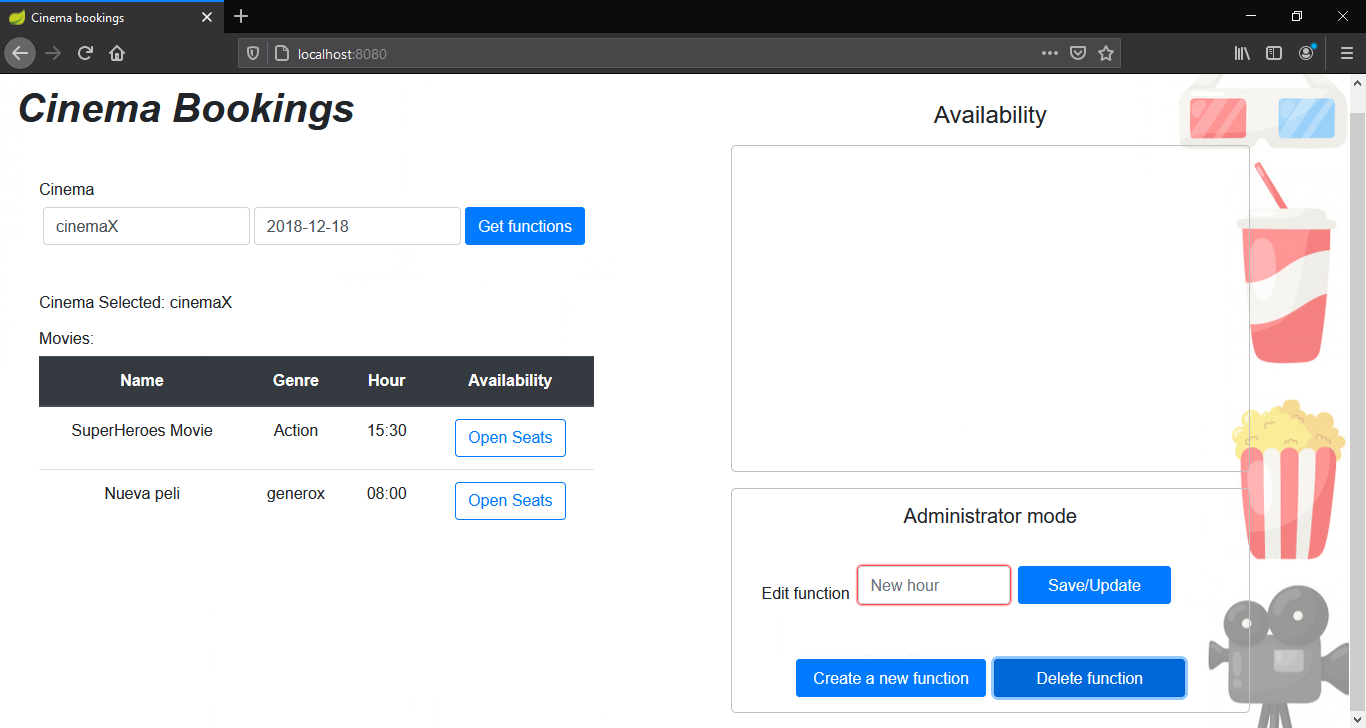 Cinema bookings
localhost:8080
Cinema Bookings
Cinema
cinemaX 2018-12-18 Get functions
Cinema Selected: cinemaX
Movies:
Name Genre Hour Availability
SuperHeroes Movie Action 15:30 Open Seats
Nueva peli generox 08:00 Open Seats
Availability
Administrator mode
Edit function New hour Save/Update
Create a new function Delete function